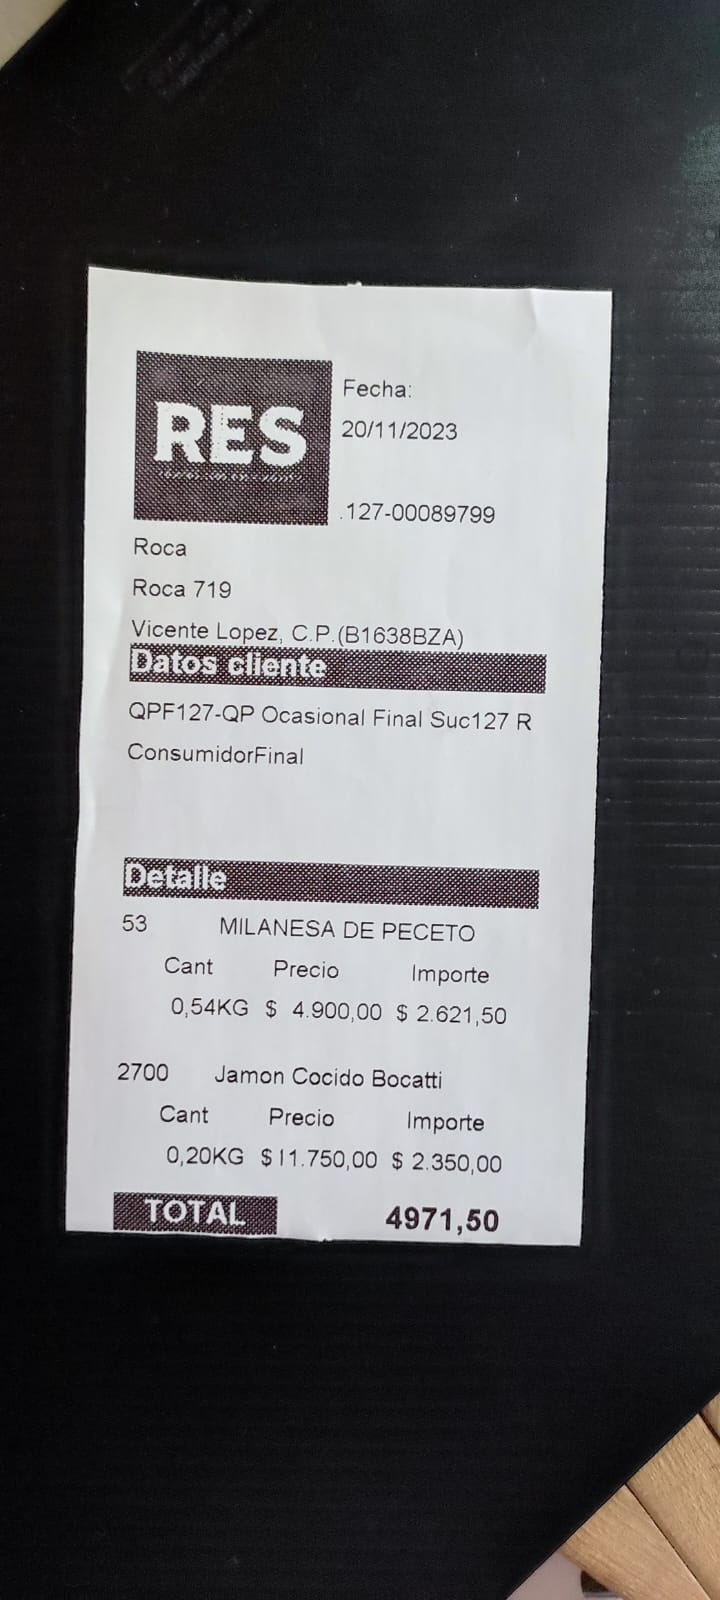 RES
Fecha:
20/11/2023
.127-00089799
Roca
Roca 719
Vicente Lopez, C.P.(B1638BZA)
Datos cliente
QPF127-QP Ocasional Final Suc127 R
ConsumidorFinal
Detalle
53 MILANESA DE PECETO
Cant Precio Importe
0,54KG $ 4.900,00 $ 2.621,50
2700 Jamon Cocido Bocatti
Cant Precio Importe
0,20KG $11.750,00 $ 2.350,00
TOTAL 4971,50